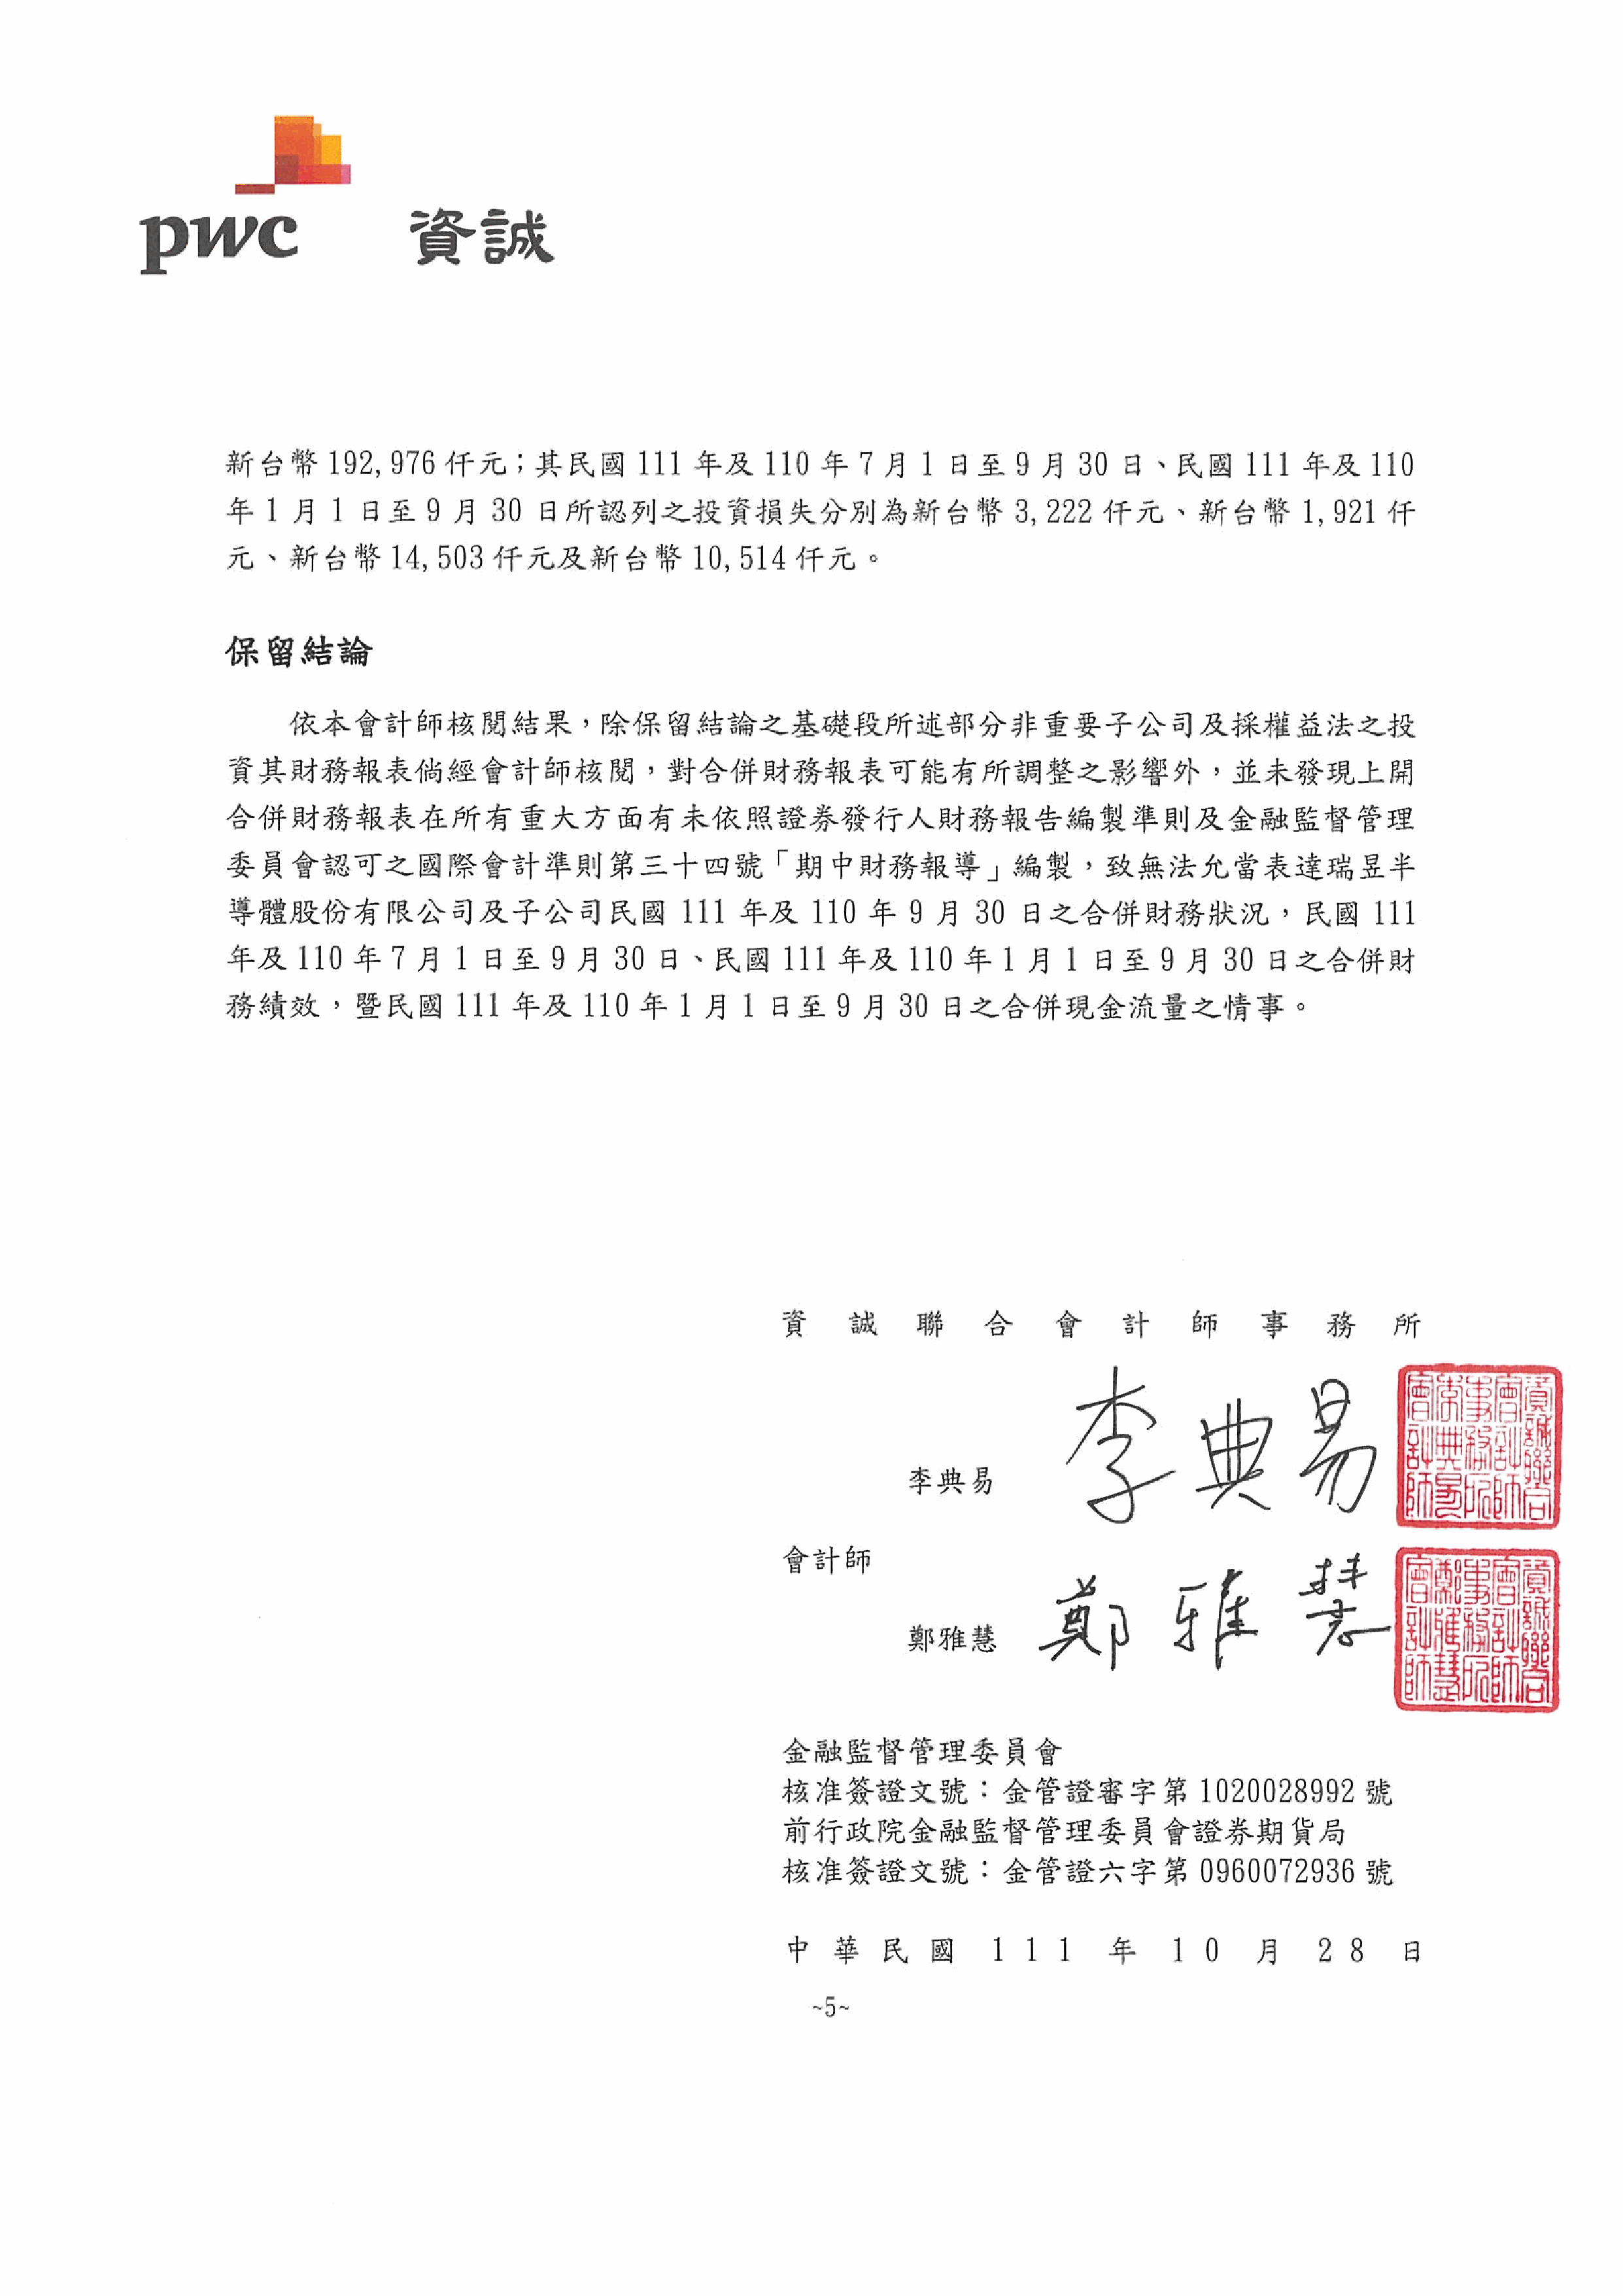 pwc 資誠
新台幣 192,976 仟元；其民國 111 年及 110 年 7 月 1 日至 9 月 30 日、民國 111 年及 110
年 1 月 1 日至 9 月 30 日所認列之投資損失分別為新台幣 3,222 仟元、新台幣 1,921 仟
元、新台幣 14,503 仟元及新台幣 10,514 仟元。
保留結論
依本會計師核閱結果，除保留結論之基礎段所述部分非重要子公司及採權益法之投
資其財務報表倘經會計師核閱，對合併財務報表可能有所調整之影響外，並未發現上開
合併財務報表在所有重大方面有未依照證券發行人財務報告編製準則及金融監督管理
委員會認可之國際會計準則第三十四號「期中財務報導」編製，致無法允當表達瑞昱半
導體股份有限公司及子公司民國 111 年及 110 年 9 月 30 日之合併財務狀況，民國 111
年及 110 年 7 月 1 日至 9 月 30 日、民國 111 年及 110 年 1 月 1 日至 9 月 30 日之合併財
務績效，暨民國 111 年及 110 年 1 月 1 日至 9 月 30 日之合併現金流量之情事。
資誠聯合會計師事務所
李典易 李典易
會計師
鄭雅慧 鄭雅慧
資誠聯合會計師事務所李典易會計師
資誠聯合會計師事務所鄭雅慧會計師
金融監督管理委員會
核准簽證文號：金管證審字第 1020028992 號
前行政院金融監督管理委員會證券期貨局
核准簽證文號：金管證六字第 0960072936 號
中華民國 111 年 10 月 28 日
~5~